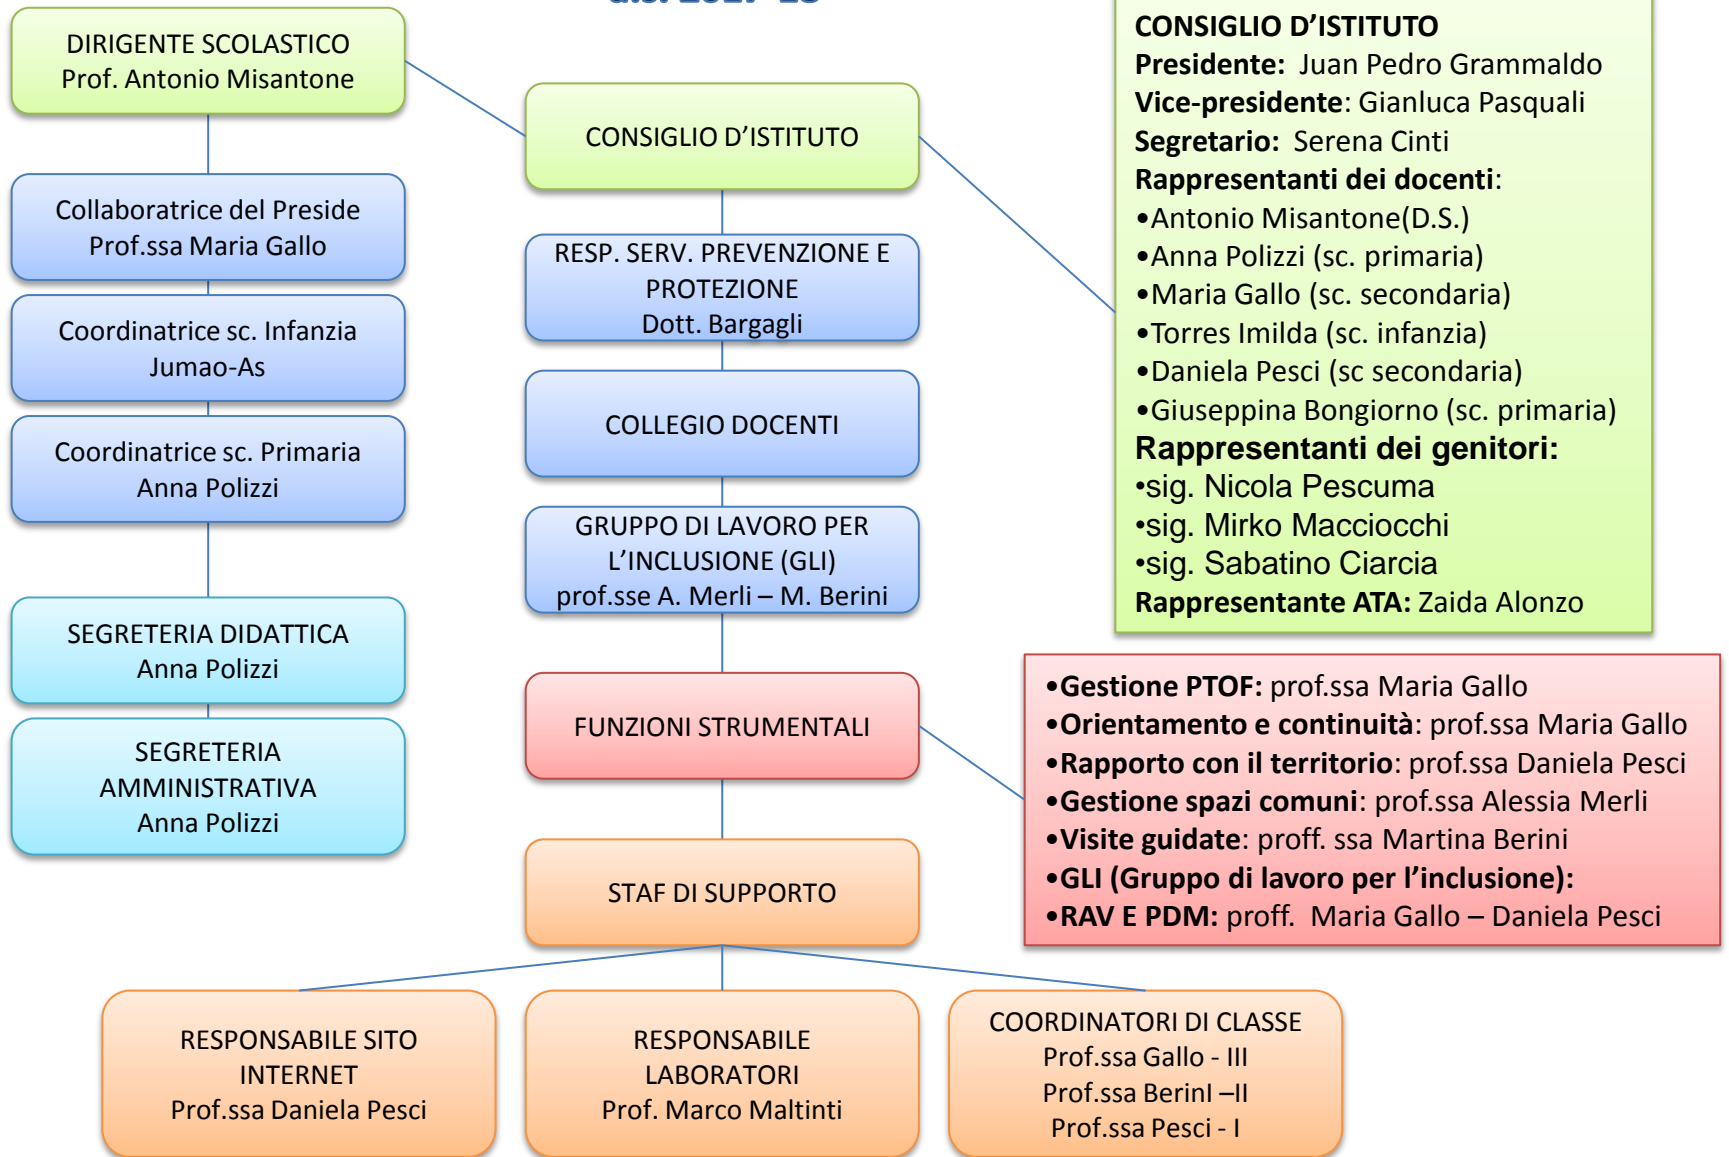 DIRIGENTE SCOLASTICO
Prof. Antonio Misantone
Collaboratrice del Preside
Prof.ssa Maria Gallo
Coordinatrice sc. Infanzia
Jumao-As
Coordinatrice sc. Primaria
Anna Polizzi
SEGRETERIA DIDATTICA
Anna Polizzi
SEGRETERIA
AMMINISTRATIVA
Anna Polizzi
CONSIGLIO D’ISTITUTO
RESP. SERV. PREVENZIONE E
PROTEZIONE
Dott. Bargagli
COLLEGIO DOCENTI
GRUPPO DI LAVORO PER
L’INCLUSIONE (GLI)
prof.sse A. Merli – M. Berini
FUNZIONI STRUMENTALI
STAF DI SUPPORTO
CONSIGLIO D’ISTITUTO
Presidente: Juan Pedro Grammaldo
Vice-presidente: Gianluca Pasquali
Segretario: Serena Cinti
Rappresentanti dei docenti:
•Antonio Misantone(D.S.)
•Anna Polizzi (sc. primaria)
•Maria Gallo (sc. secondaria)
•Torres Imilda (sc. infanzia)
•Daniela Pesci (sc secondaria)
•Giuseppina Bongiorno (sc. primaria)
Rappresentanti dei genitori:
•sig. Nicola Pescuma
•sig. Mirko Macciocchi
•sig. Sabatino Ciarcia
Rappresentante ATA: Zaida Alonzo
•Gestione PTOF: prof.ssa Maria Gallo
•Orientamento e continuità: prof.ssa Maria Gallo
•Rapporto con il territorio: prof.ssa Daniela Pesci
•Gestione spazi comuni: prof.ssa Alessia Merli
•Visite guidate: proff. ssa Martina Berini
•GLI (Gruppo di lavoro per l’inclusione):
•RAV E PDM: proff. Maria Gallo – Daniela Pesci
RESPONSABILE SITO
INTERNET
Prof.ssa Daniela Pesci
RESPONSABILE
LABORATORI
Prof. Marco Maltinti
COORDINATORI DI CLASSE
Prof.ssa Gallo - III
Prof.ssa BerinI –II
Prof.ssa Pesci - I